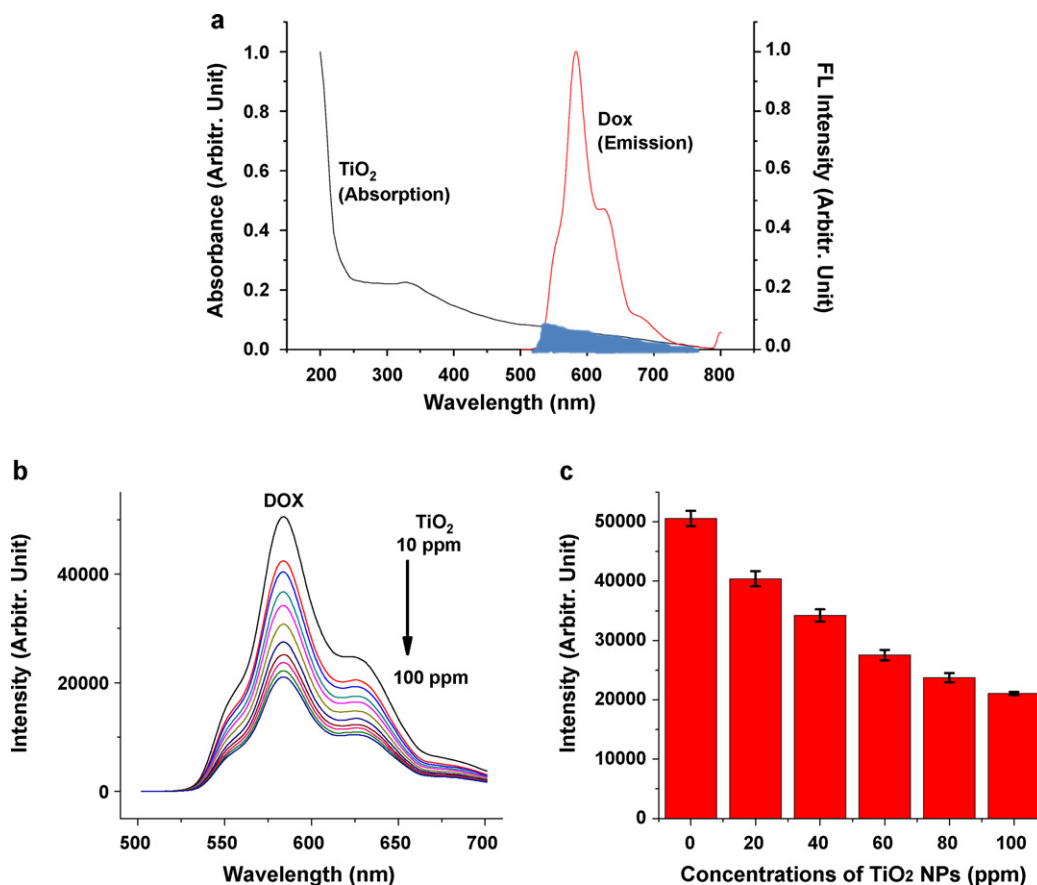 a
Absorbance (Arbitr. Unit)
1.0
0.8
0.6
0.4
0.2
0.0
TiO2
(Absorption)
Dox
(Emission)
1.0
0.8
0.6
0.4
0.2
0.0
FL Intensity (Arbitr. Unit)
200 300 400 500 600 700 800
Wavelength (nm)
b
Intensity (Arbitr. Unit)
40000
20000
0
DOX
TiO2
10 ppm
100 ppm
500 550 600 650 700
Wavelength (nm)
c
Intensity (Arbitr. Unit)
50000
40000
30000
20000
10000
0
0 20 40 60 80 100
Concentrations of TiO2 NPs (ppm)